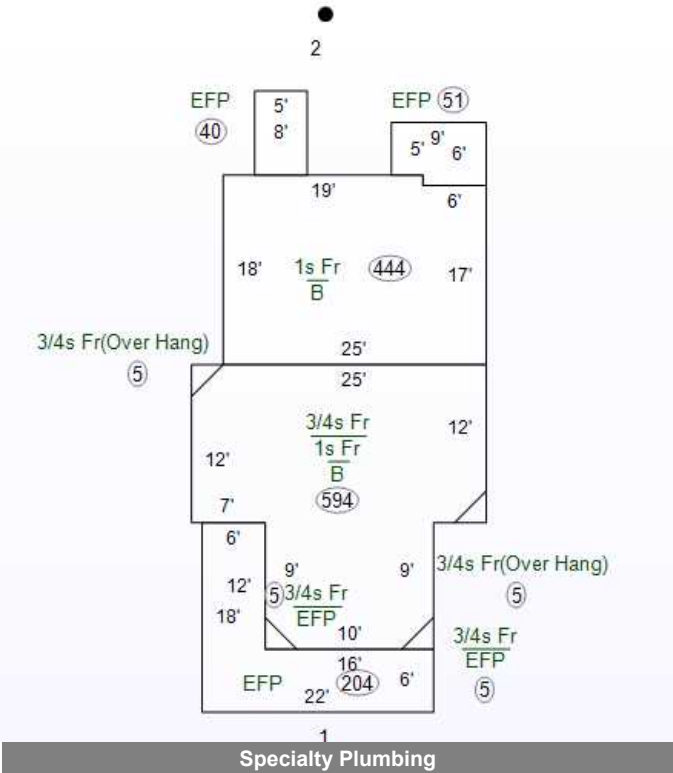 2
EFP
40
5'
8'
EFP 51
5' 9' 6'
19'
6'
18'
1s Fr
B
444
17'
3/4s Fr(Over Hang)
5
25'
25'
3/4s Fr
1s Fr
B
594
12'
12'
7'
6'
12'
18'
9'
9'
5
3/4s Fr
EFP
10'
3/4s Fr(Over Hang)
5
3/4s Fr
EFP
5
EFP
16'
204
6'
22'
1
Specialty Plumbing